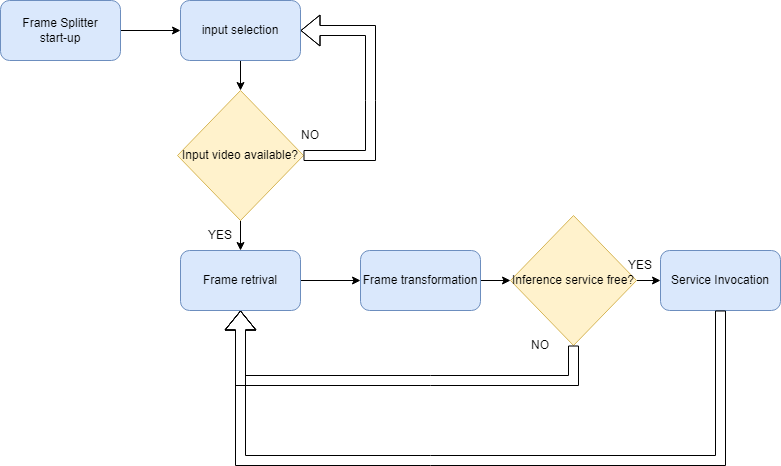 Frame Splitter
start-up
input selection
NO
Input video available?
YES
Frame retrival
Frame transformation
Inference service free?
YES
Service Invocation
NO